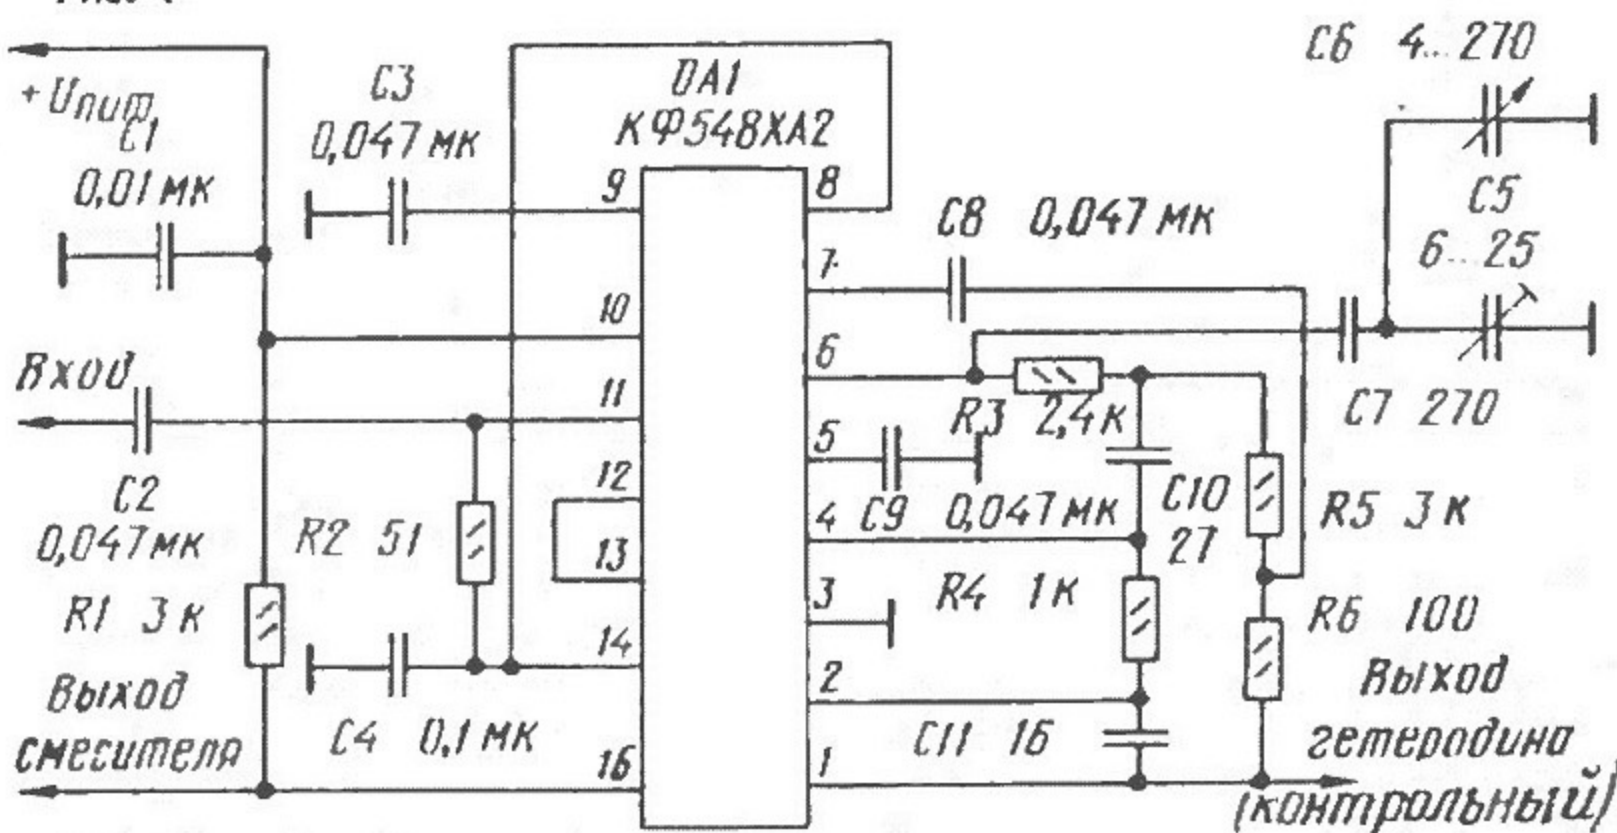 + Uпит
C1
0,01 мк
C3
0,047 мк
DA1
КФ548ХА2
C6 4...270
C5
6...25
C8 0,047 мк
9
8
7
10
6
Вход
11
C7 270
R3 2,4 к
5
C2
0,047 мк
12
R2 51
C9 0,047 мк
C10
27
4
R5 3 к
13
R1 3 к
R4 1 к
3
R6 100
14
2
Выход
смесителя
C4 0,1 мк
C11 16
Выход
гетеродина
(контрольный)
16
1